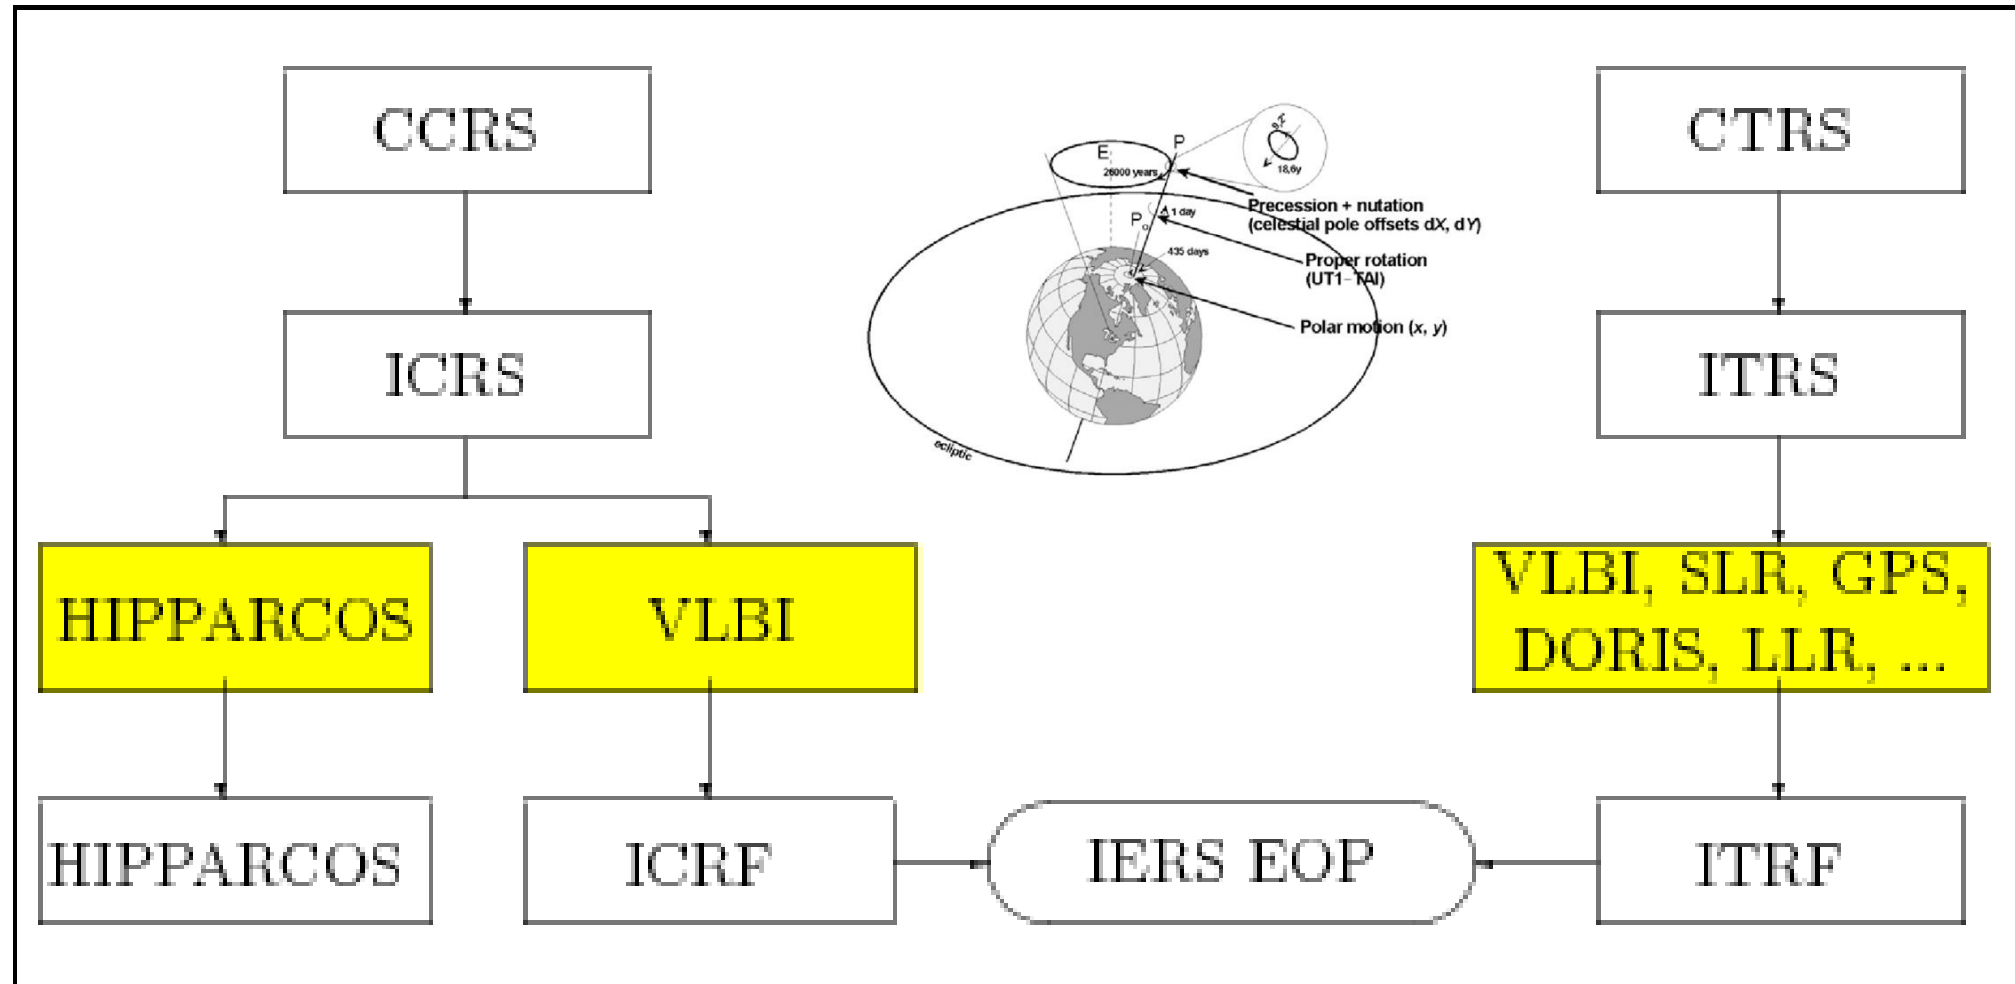 CCRS
CTRS
ICRS
ITRS
E
P
9,2"
18,6y
26000 years
Precession + nutation
(celestial pole offsets dX, dY)
Po
1 day
435 days
Proper rotation
(UT1-TAI)
Polar motion (x, y)
ecliptic
HIPPARCOS
VLBI
VLBI, SLR, GPS,
DORIS, LLR, ...
HIPPARCOS
ICRF
IERS EOP
ITRF